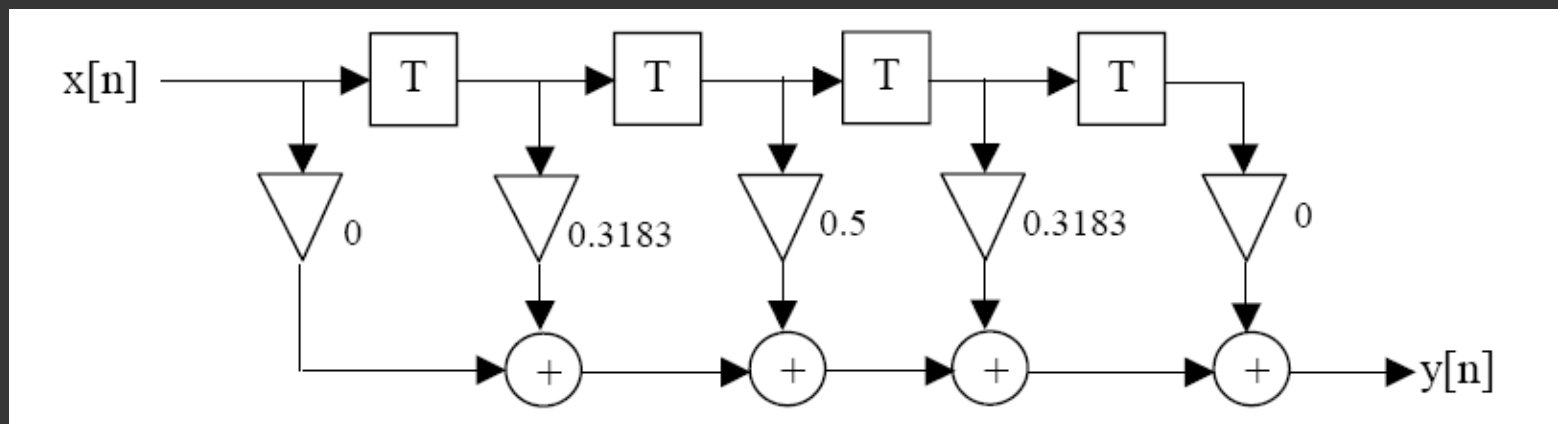 x[n] T T T T
0 0.3183 0.5 0.3183 0
+ + + + y[n]